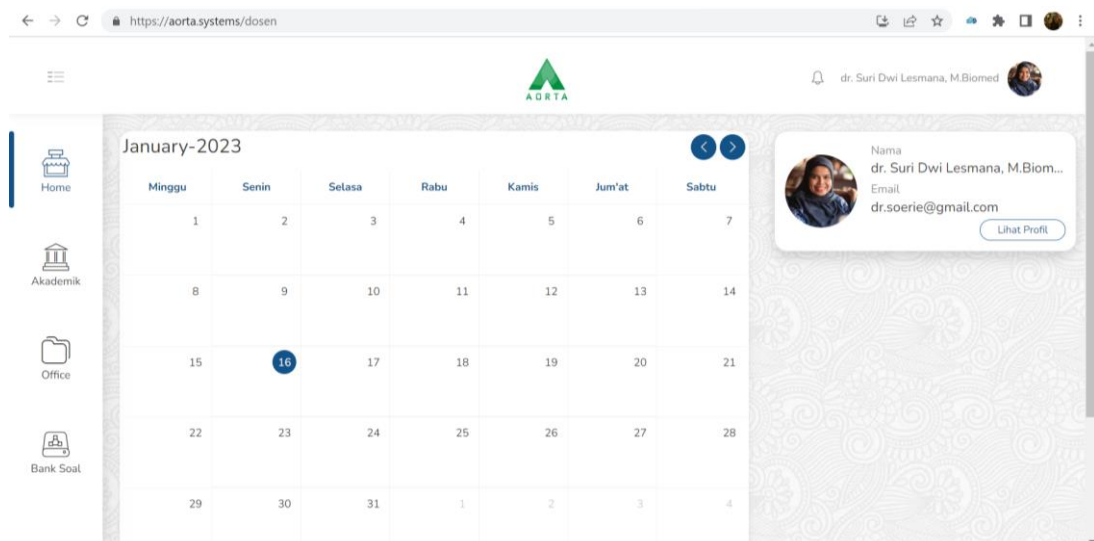 https://aorta.systems/dosen
AORTA
dr. Suri Dwi Lesmana, M.Biomed
Home
Akademik
Office
Bank Soal
January-2023
Minggu Senin Selasa Rabu Kamis Jum'at Sabtu
1 2 3 4 5 6 7
8 9 10 11 12 13 14
15 16 17 18 19 20 21
22 23 24 25 26 27 28
29 30 31 1 2 3 4
Nama
dr. Suri Dwi Lesmana, M.Biom...
Email
dr.soerie@gmail.com
Lihat Profil